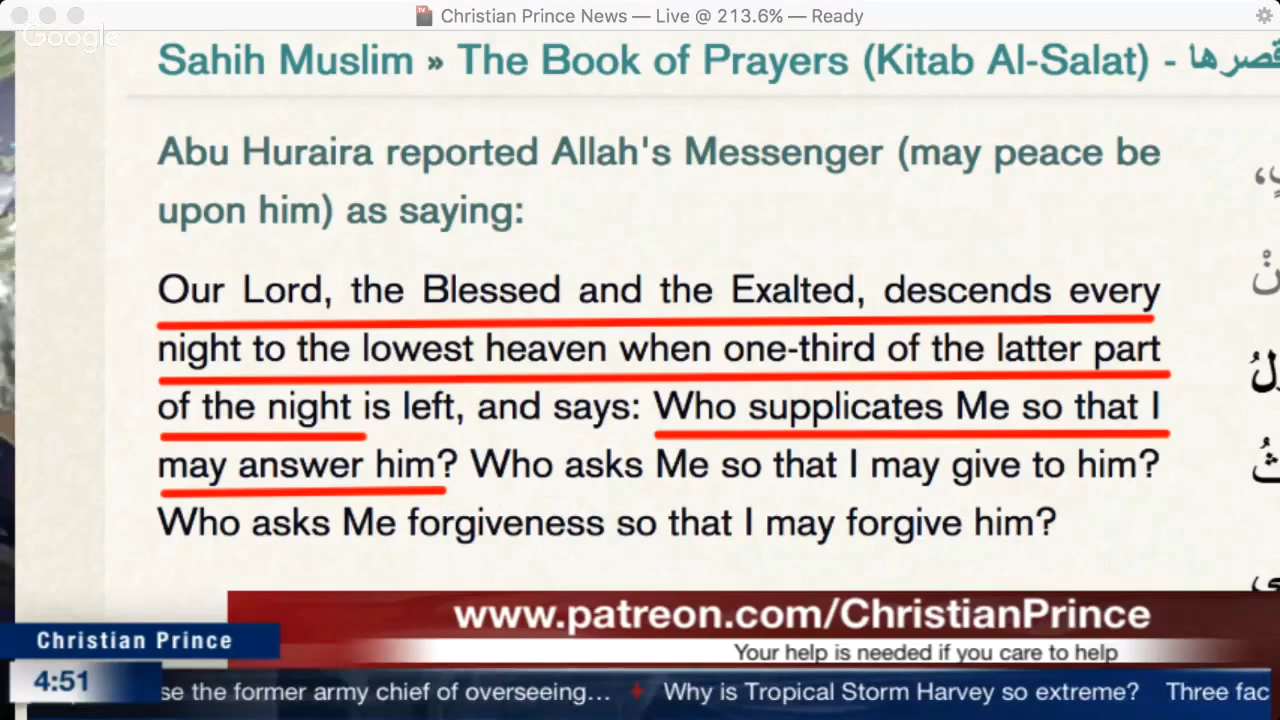 Christian Prince News — Live @ 213.6% — Ready
Google
Sahih Muslim » The Book of Prayers (Kitab Al-Salat) - قصرها
Abu Huraira reported Allah's Messenger (may peace be
upon him) as saying:
Our Lord, the Blessed and the Exalted, descends every
night to the lowest heaven when one-third of the latter part
of the night is left, and says: Who supplicates Me so that I
may answer him? Who asks Me so that I may give to him?
Who asks Me forgiveness so that I may forgive him?
www.patreon.com/ChristianPrince
Your help is needed if you care to help
Christian Prince
4:51
se the former army chief of overseeing... Why is Tropical Storm Harvey so extreme? Three fac